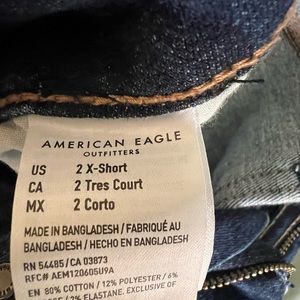 AMERICAN EAGLE
OUTFITTERS
US 2 X-Short
CA 2 Tres Court
MX 2 Corto
MADE IN BANGLADESH / FABRIQUÉ AU
BANGLADESH / HECHO EN BANGLADESH
RN 54485/CA 03873
RFC# AEM120605U9A
EN 80% COTTON / 12% POLYESTER / 6%
/ 2% ELASTANE. EXCLUSIVE OF